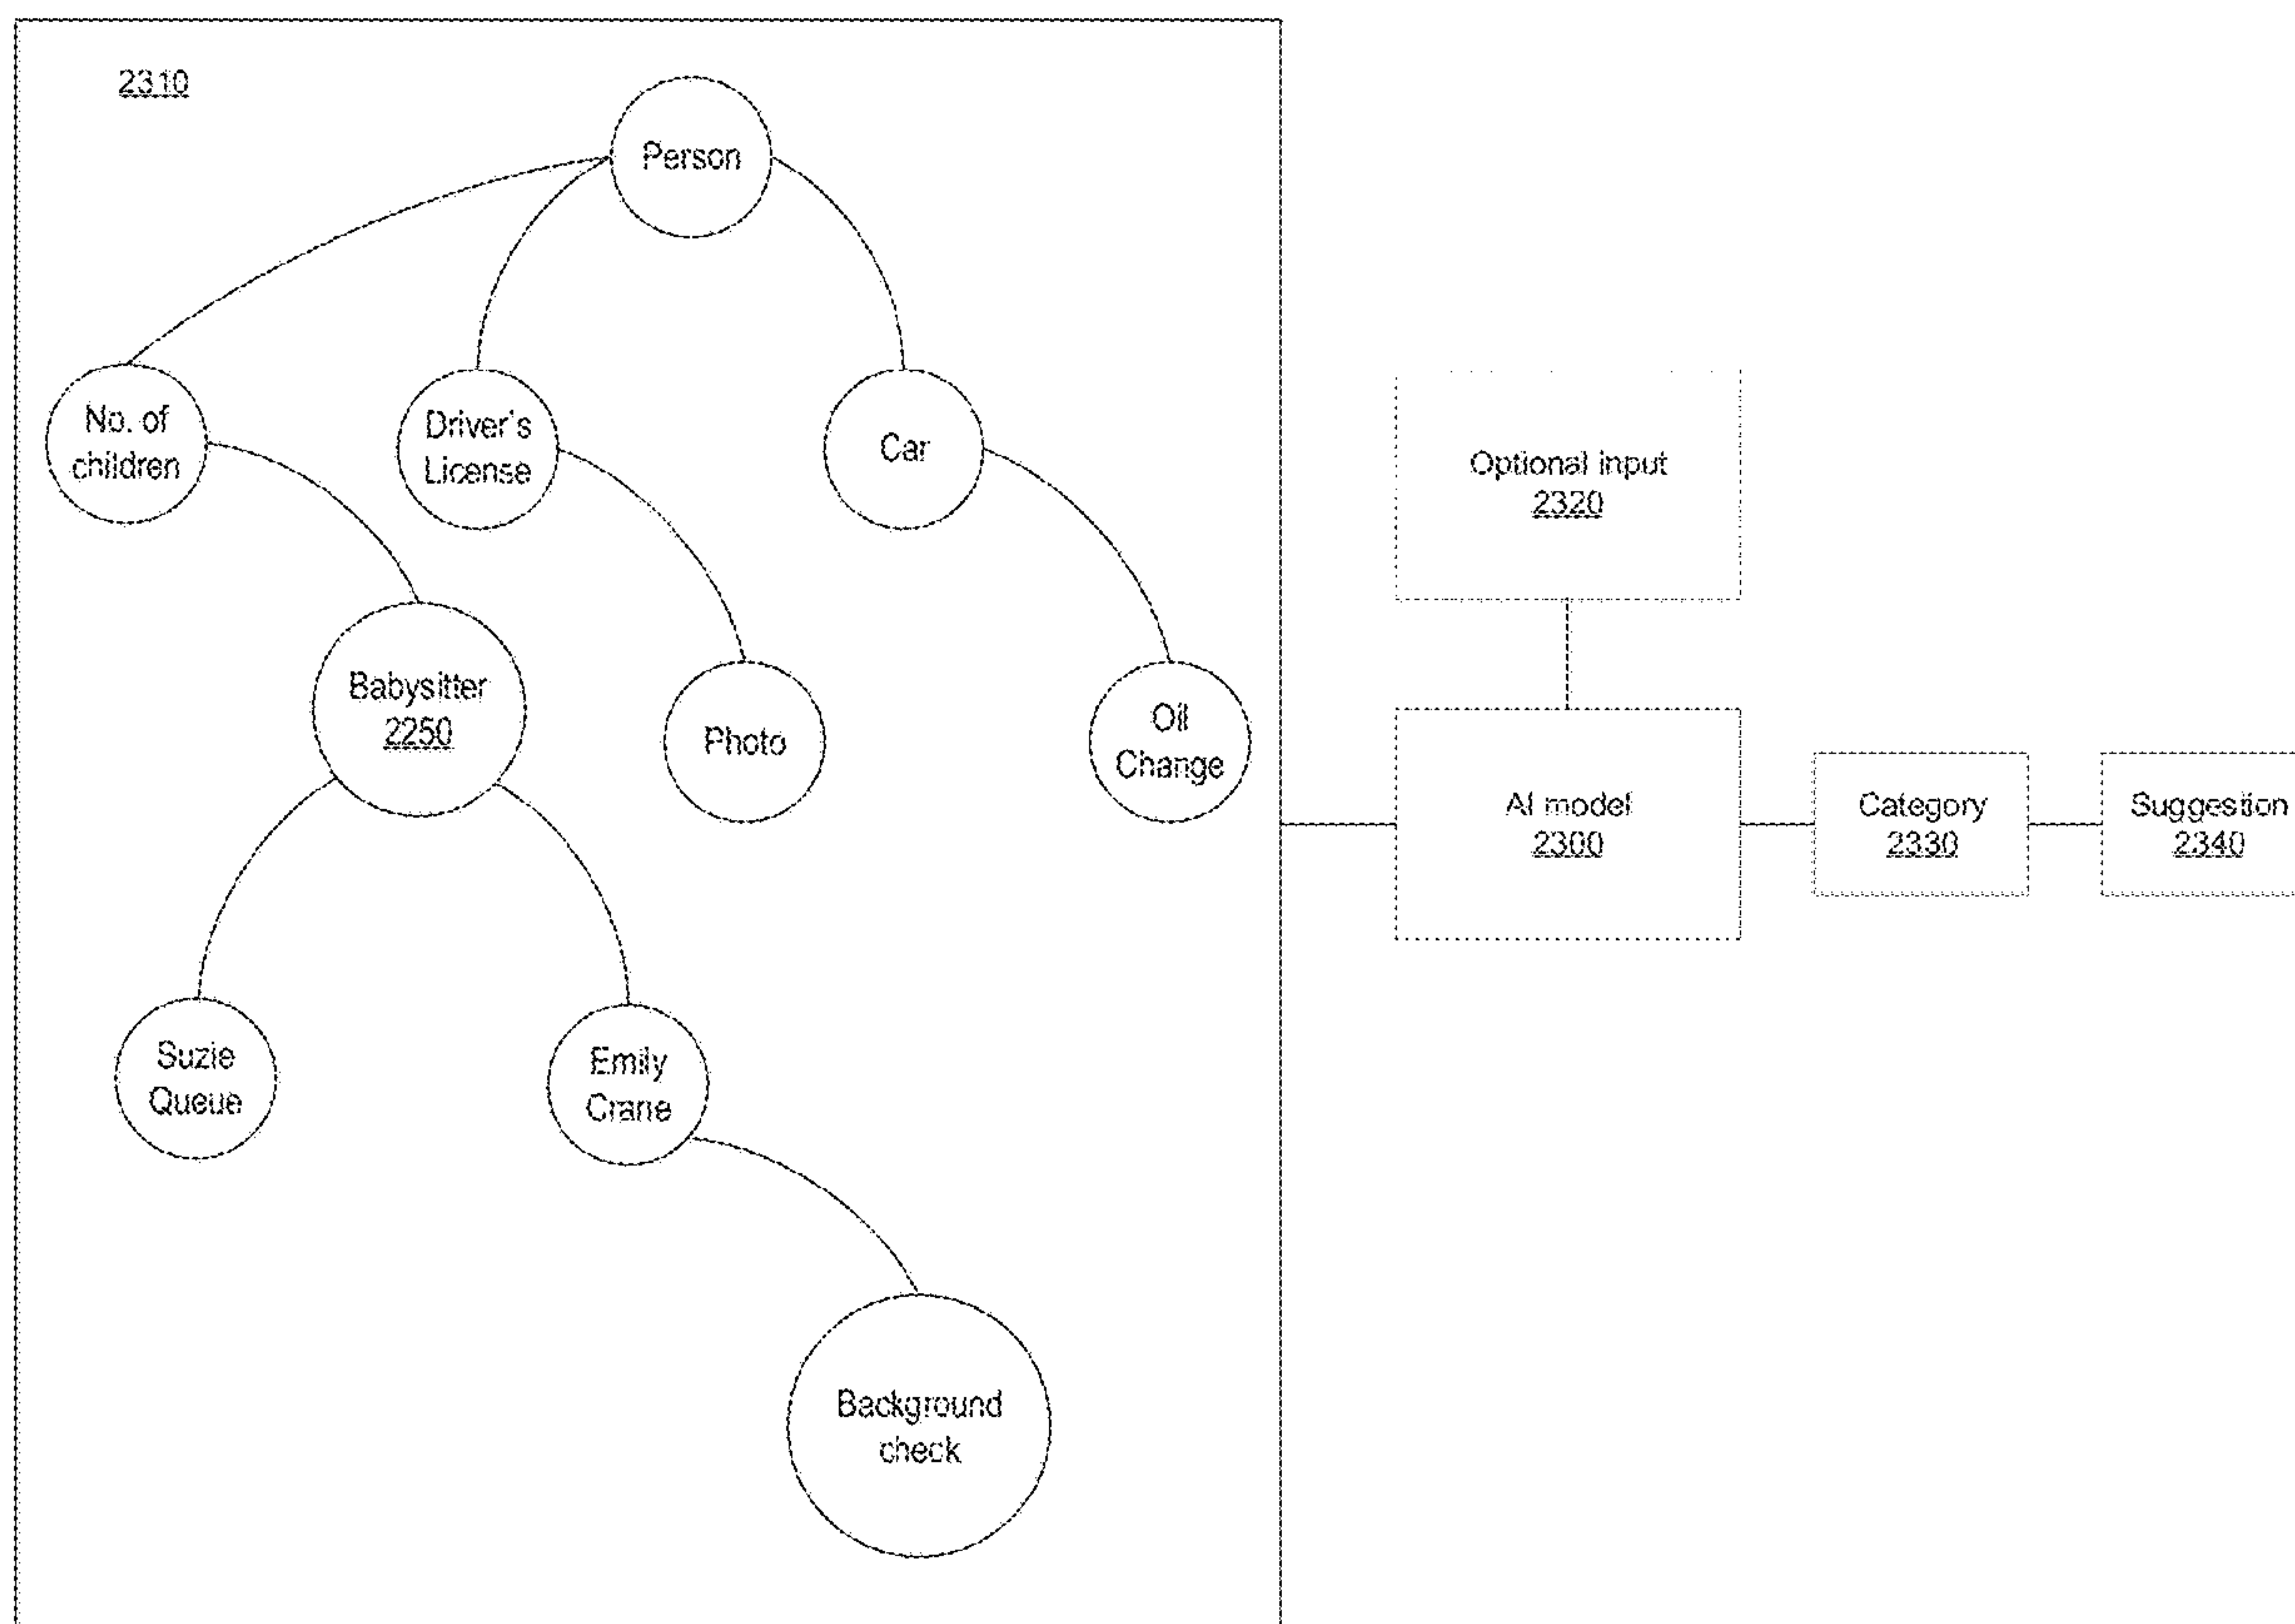 2310
Person
No. of
children
Driver's
License
Car
Optional input
2320
Babysitter
2250
Photo
Oil
Change
AI model
2300
Category
2330
Suggestion
2340
Suzie
Queue
Emily
Crane
Background
check